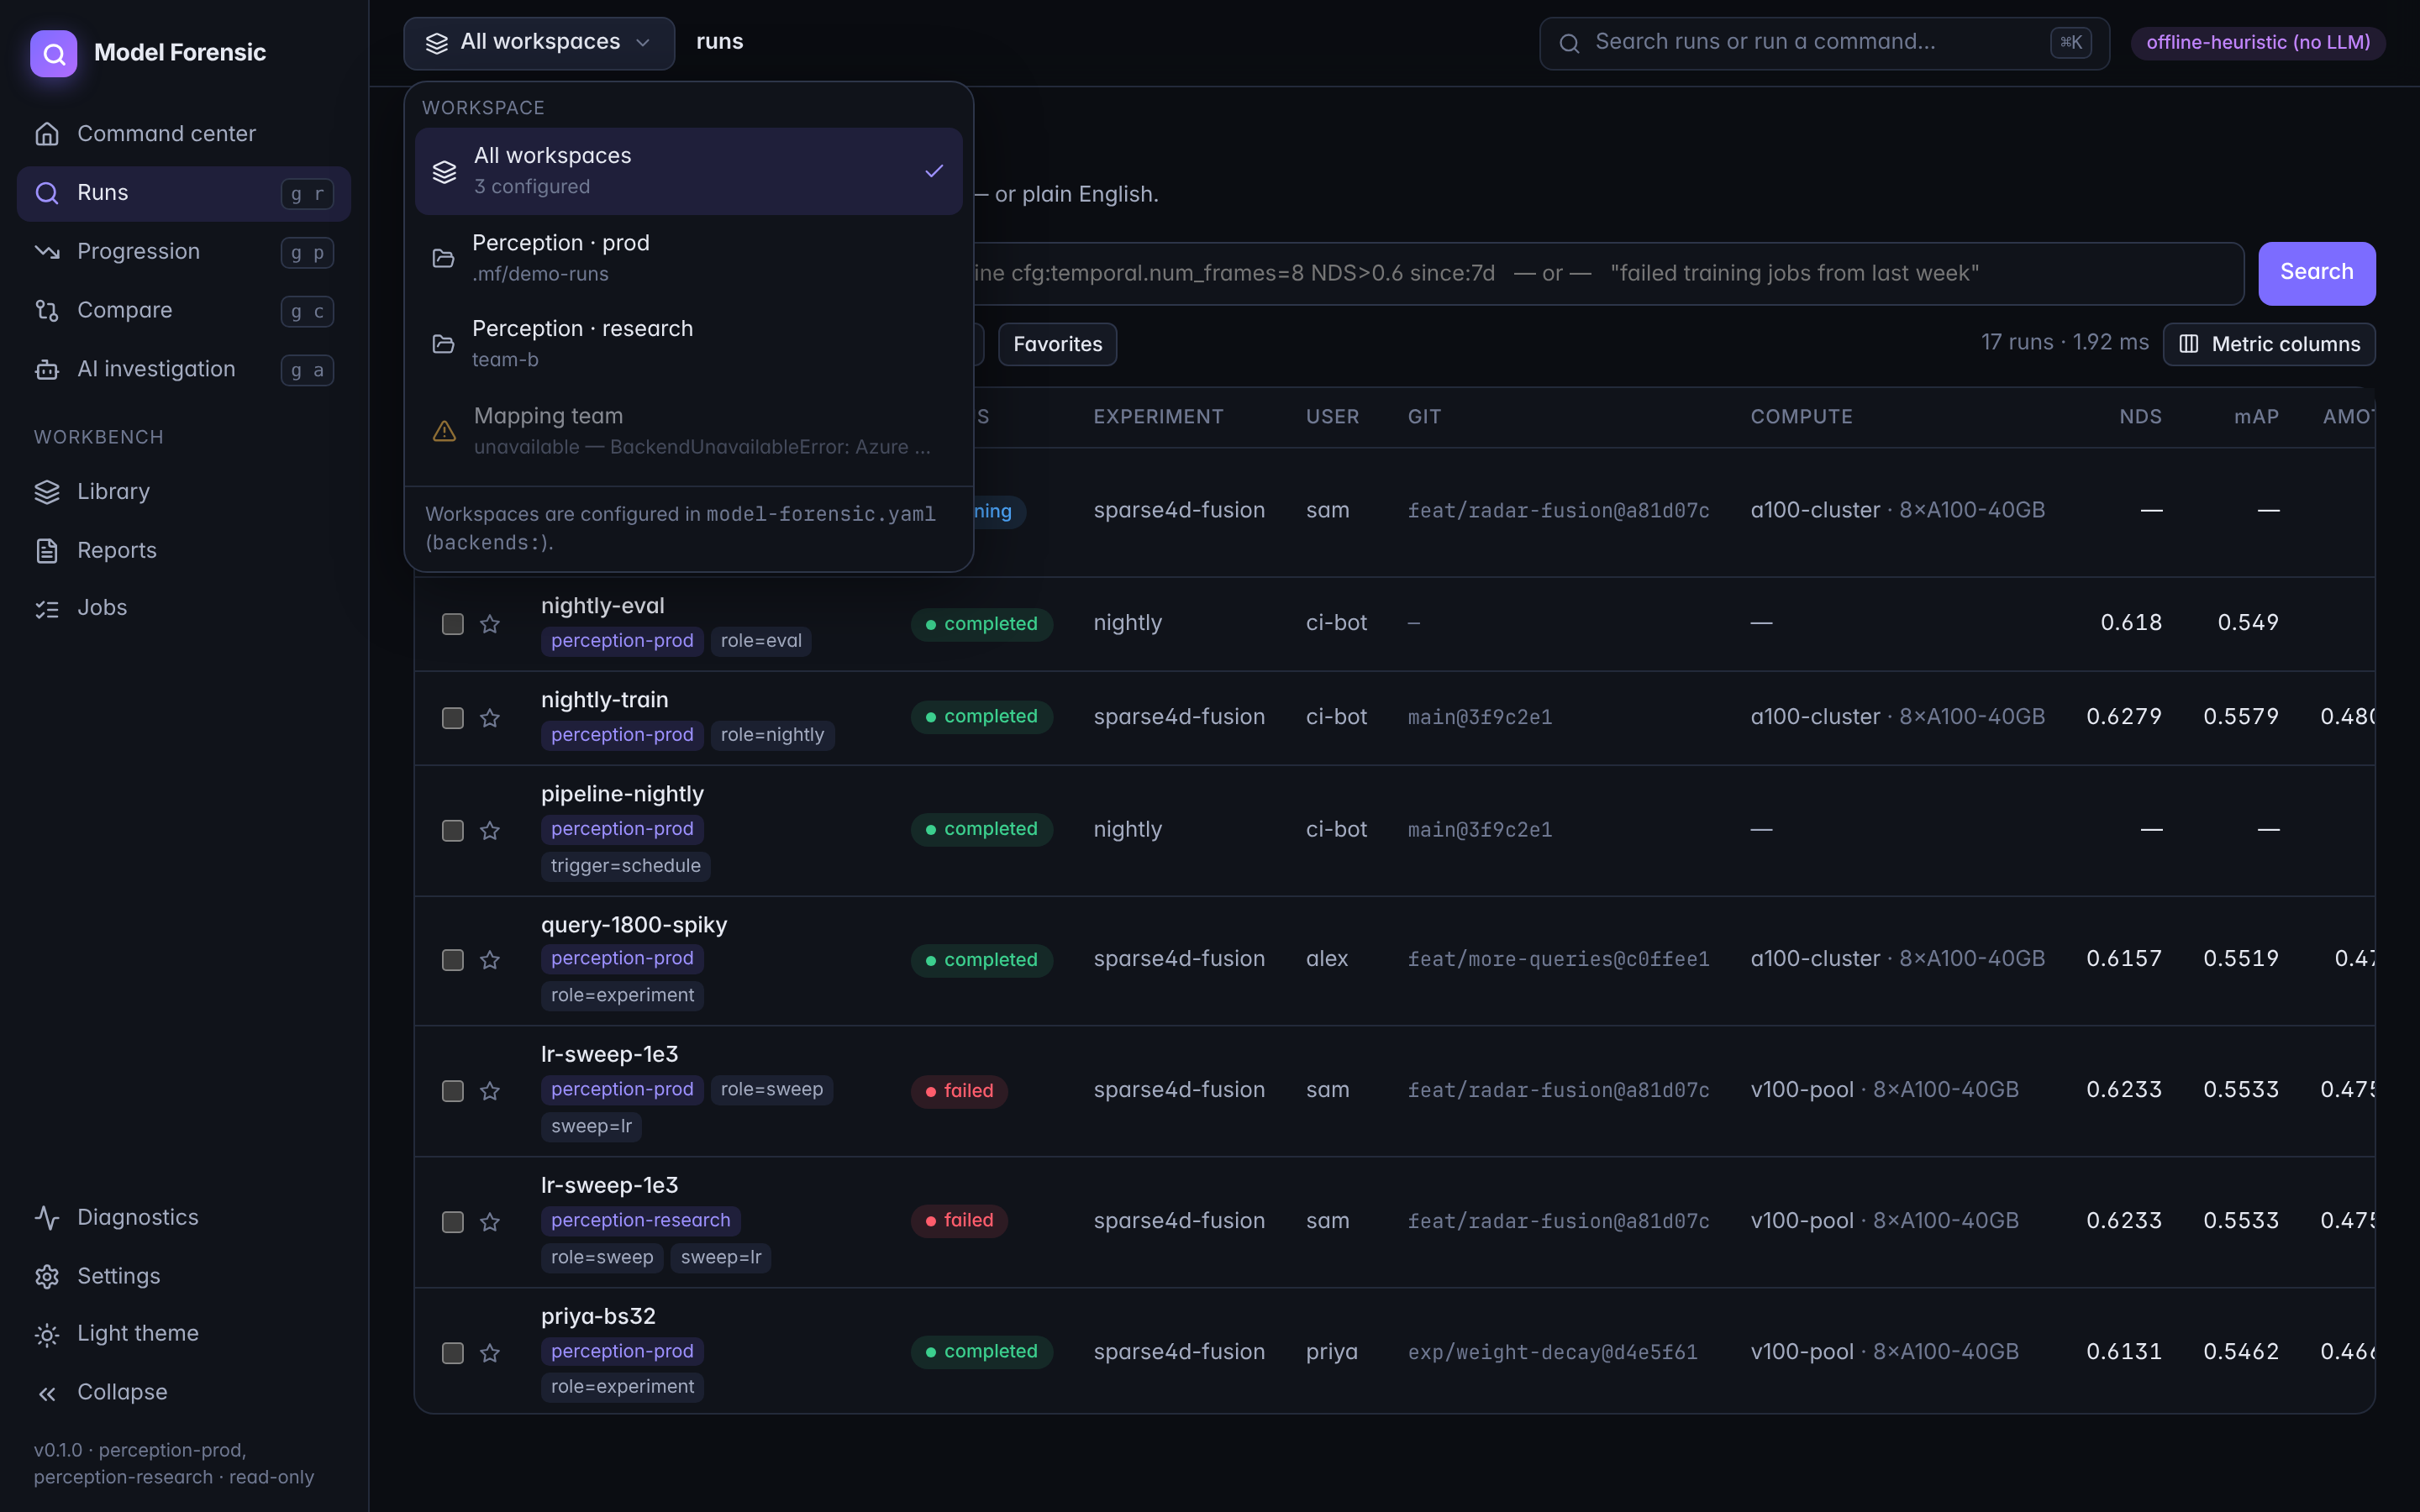 Model Forensic
Command center
Runs g r
Progression g p
Compare g c
AI investigation g a
WORKBENCH
Library
Reports
Jobs
Diagnostics
Settings
Light theme
Collapse
v0.1.0 · perception-prod,
perception-research · read-only
All workspaces runs
Search runs or run a command... ⌘K
offline-heuristic (no LLM)
WORKSPACE
All workspaces
3 configured
Perception · prod
.mf/demo-runs
Perception · research
team-b
Mapping team
unavailable — BackendUnavailableError: Azure ...
Workspaces are configured in model-forensic.yaml
(backends:).
— or plain English.
cfg:temporal.num_frames=8 NDS>0.6 since:7d — or — "failed training jobs from last week" Search
Favorites 17 runs · 1.92 ms Metric columns
EXPERIMENT USER GIT COMPUTE NDS mAP
sparse4d-fusion sam feat/radar-fusion@a81d07c a100-cluster · 8×A100-40GB — —
nightly-eval
perception-prod role=eval
completed nightly ci-bot — — 0.618 0.549
nightly-train
perception-prod role=nightly
completed sparse4d-fusion ci-bot main@3f9c2e1 a100-cluster · 8×A100-40GB 0.6279 0.5579
pipeline-nightly
perception-prod
trigger=schedule
completed nightly ci-bot main@3f9c2e1 — — —
query-1800-spiky
perception-prod
role=experiment
completed sparse4d-fusion alex feat/more-queries@c0ffee1 a100-cluster · 8×A100-40GB 0.6157 0.5519
lr-sweep-1e3
perception-prod role=sweep
sweep=lr
failed sparse4d-fusion sam feat/radar-fusion@a81d07c v100-pool · 8×A100-40GB 0.6233 0.5533
lr-sweep-1e3
perception-research
role=sweep sweep=lr
failed sparse4d-fusion sam feat/radar-fusion@a81d07c v100-pool · 8×A100-40GB 0.6233 0.5533
priya-bs32
perception-prod
role=experiment
completed sparse4d-fusion priya exp/weight-decay@d4e5f61 v100-pool · 8×A100-40GB 0.6131 0.5462